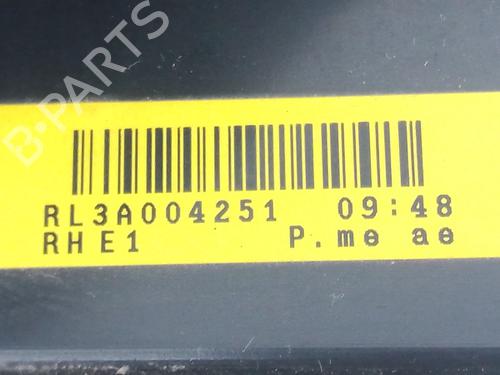 B-PARTS
RL3A004251 09:48
RH E1 P.me ae